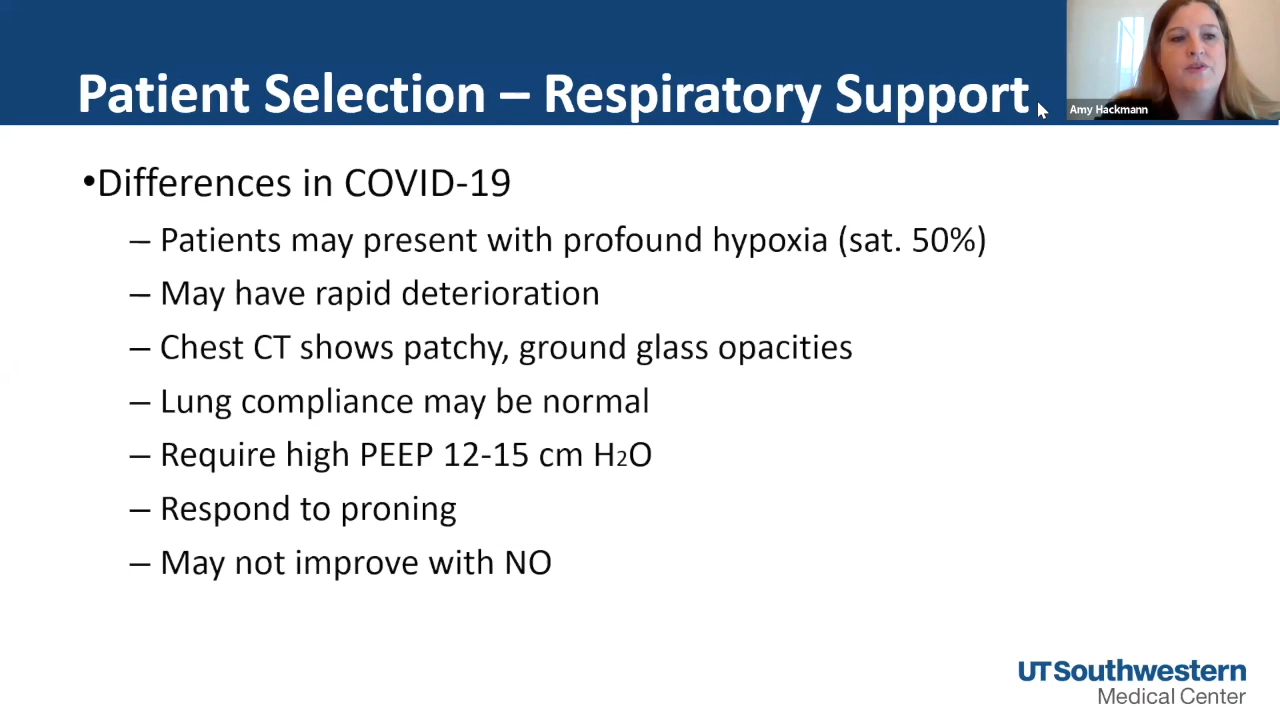 Patient Selection – Respiratory Support
Amy Hackmann
•Differences in COVID-19
– Patients may present with profound hypoxia (sat. 50%)
– May have rapid deterioration
– Chest CT shows patchy, ground glass opacities
– Lung compliance may be normal
– Require high PEEP 12-15 cm H2O
– Respond to proning
– May not improve with NO
UTSouthwestern
Medical Center